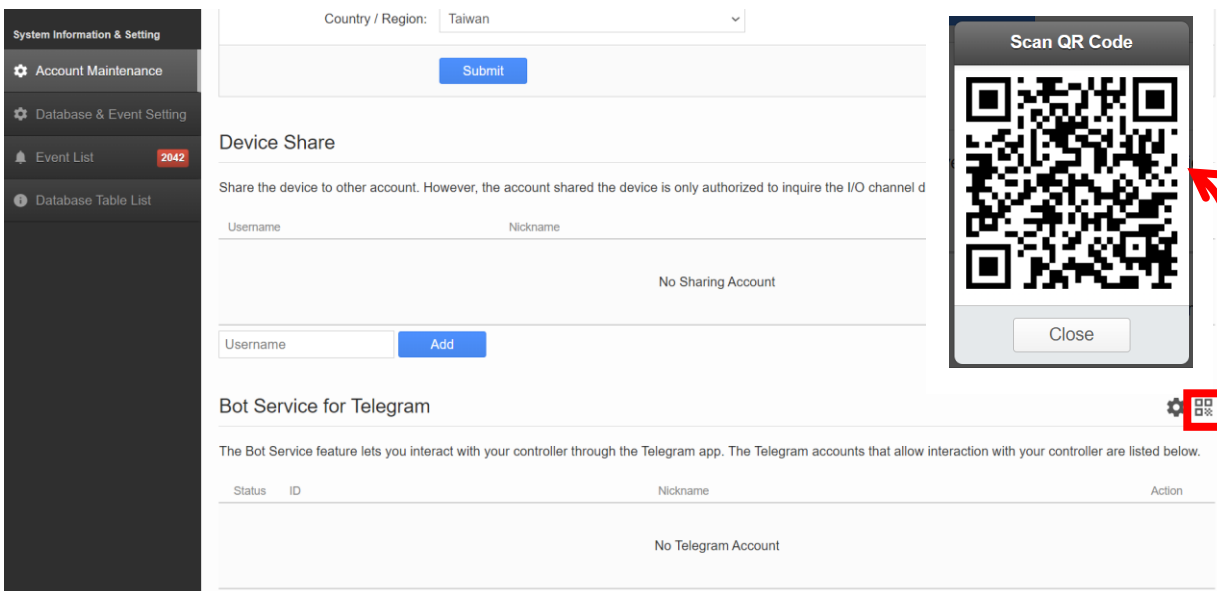 System Information & Setting
Account Maintenance
Database & Event Setting
Event List 2042
Database Table List
Country / Region: Taiwan
Submit
Device Share
Share the device to other account. However, the account shared the device is only authorized to inquire the I/O channel d
Username Nickname
No Sharing Account
Username Add
Bot Service for Telegram
The Bot Service feature lets you interact with your controller through the Telegram app. The Telegram accounts that allow interaction with your controller are listed below.
Status ID Nickname Action
No Telegram Account
Scan QR Code
Close